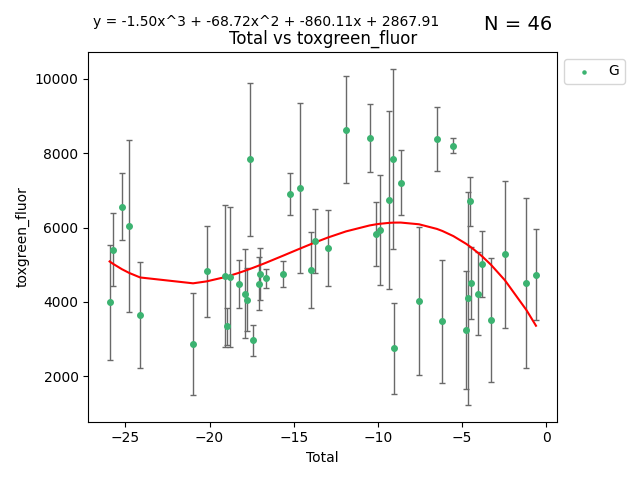 y = -1.50x^3 + -68.72x^2 + -860.11x + 2867.91
N = 46
Total vs toxgreen_fluor
G
toxgreen_fluor
10000
8000
6000
4000
2000
−25 −20 −15 −10 −5 0
Total